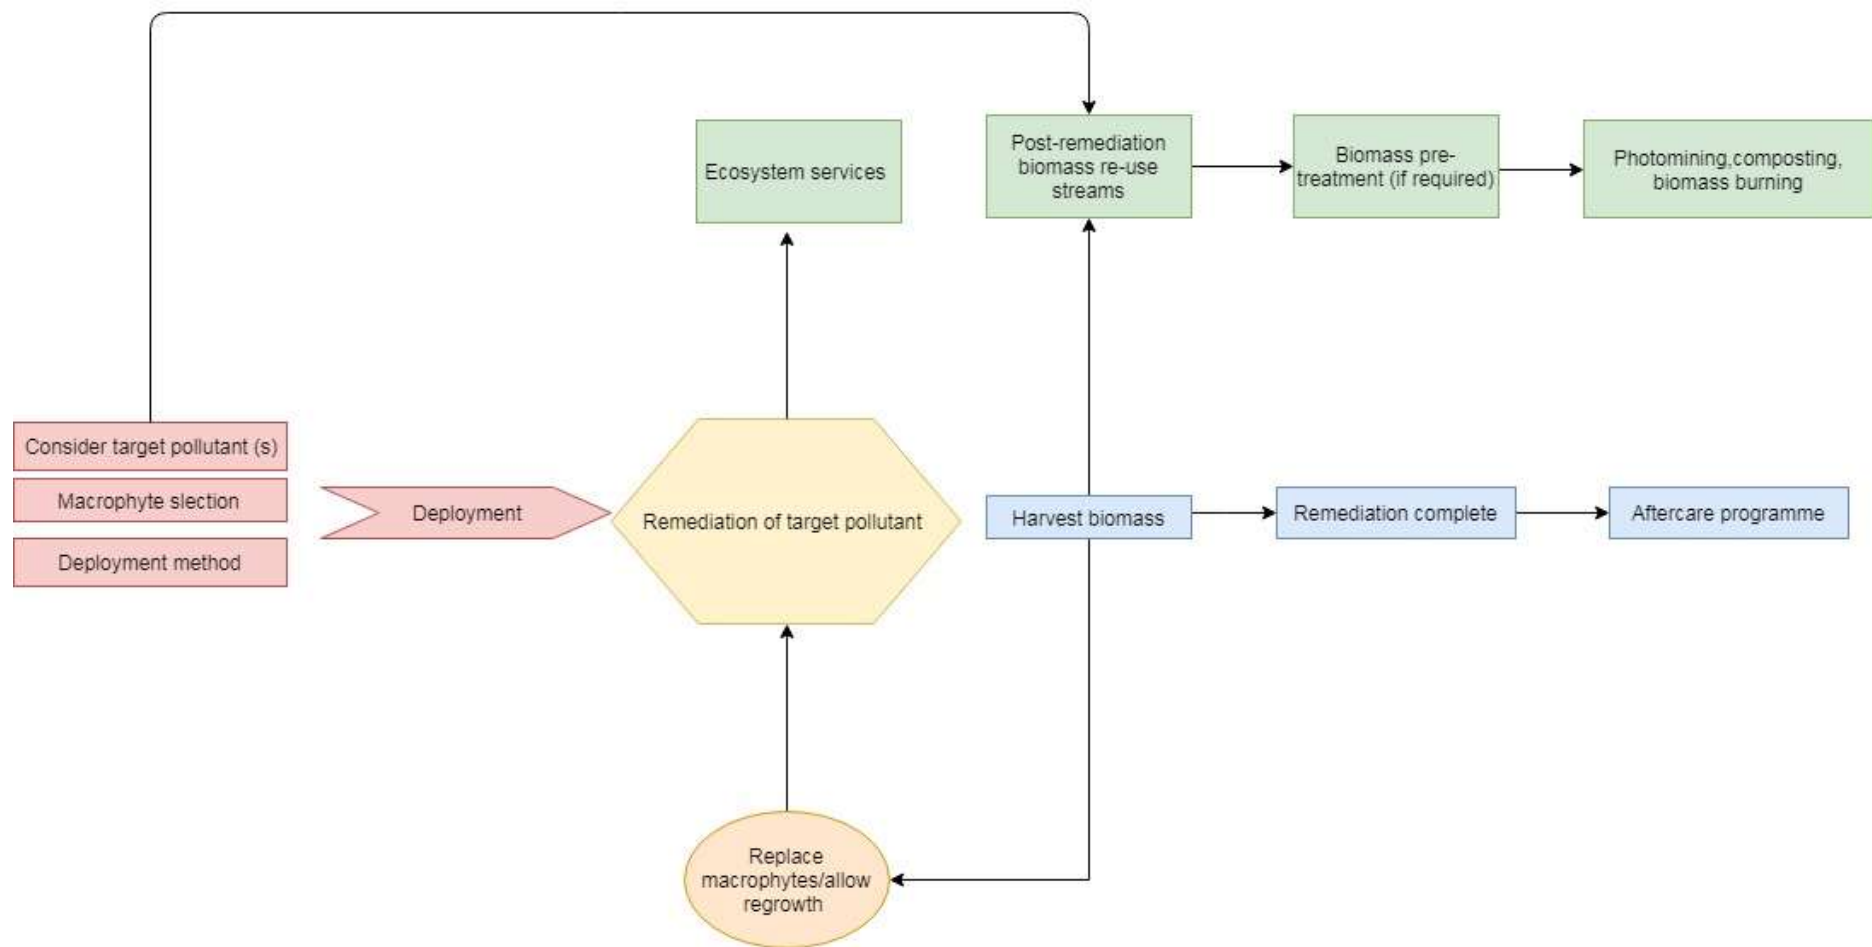 Ecosystem services
Post-remediation
biomass re-use
streams
Biomass pre-
treatment (if required)
Photomining,composting,
biomass burning
Consider target pollutant (s)
Macrophyte slection
Deployment method
Deployment
Remediation of target pollutant
Harvest biomass
Remediation complete
Aftercare programme
Replace
macrophytes/allow
regrowth